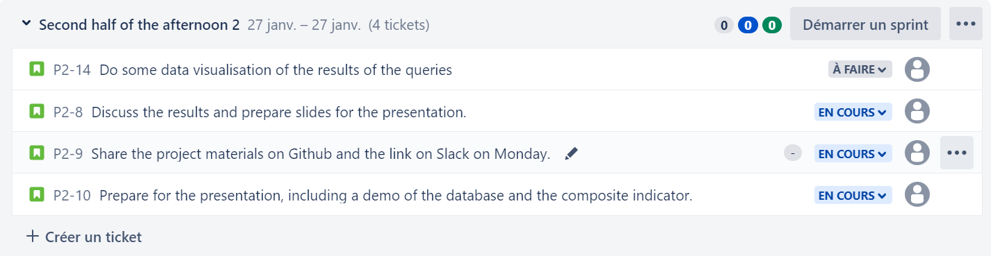 Second half of the afternoon 2 27 janv. – 27 janv. (4 tickets) 0 0 0 Démarrer un sprint
P2-14 Do some data visualisation of the results of the queries À FAIRE
P2-8 Discuss the results and prepare slides for the presentation. EN COURS
P2-9 Share the project materials on Github and the link on Slack on Monday. - EN COURS
P2-10 Prepare for the presentation, including a demo of the database and the composite indicator. EN COURS
+ Créer un ticket